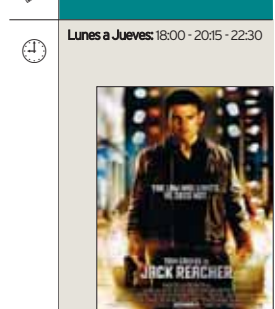 Lunes a Jueves: 18:00 - 20:15 - 22:30
THE LAW HAS LIMITS
HE DOES NOT
TOM CRUISE IS
JACK REACHER